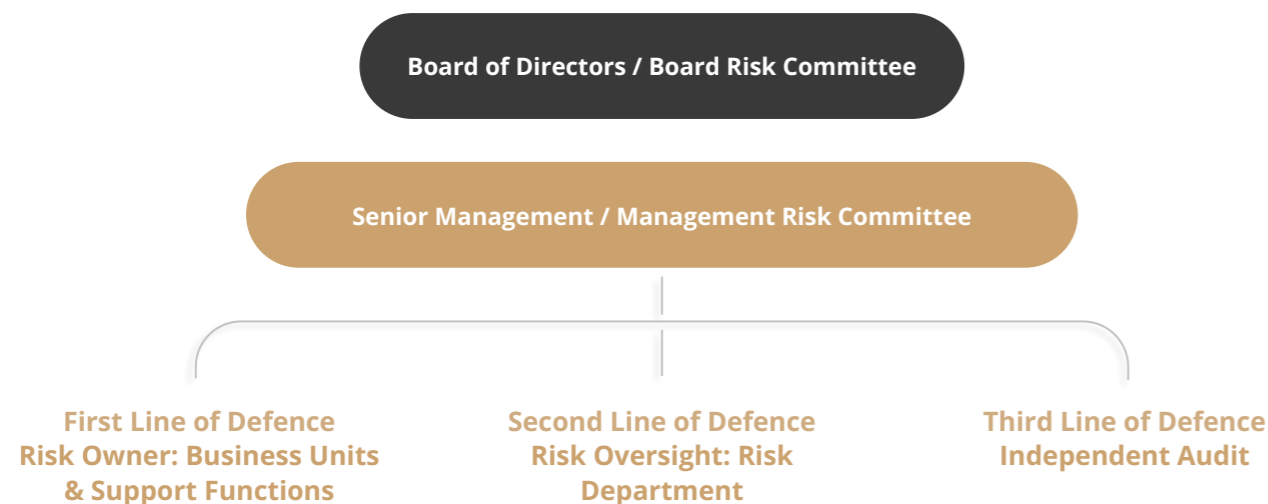 Board of Directors / Board Risk Committee
Senior Management / Management Risk Committee
First Line of Defence
Risk Owner: Business Units
& Support Functions
Second Line of Defence
Risk Oversight: Risk
Department
Third Line of Defence
Independent Audit